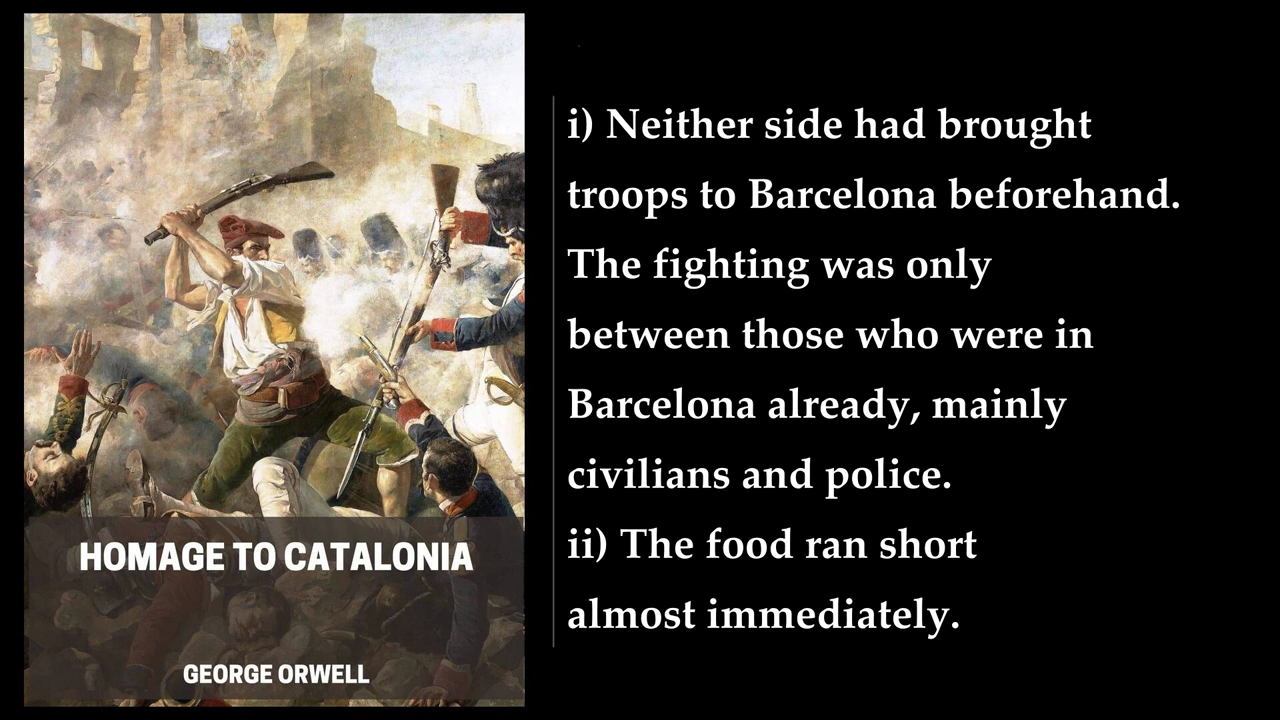 HOMAGE TO CATALONIA
GEORGE ORWELL
i) Neither side had brought
troops to Barcelona beforehand.
The fighting was only
between those who were in
Barcelona already, mainly
civilians and police.
ii) The food ran short
almost immediately.